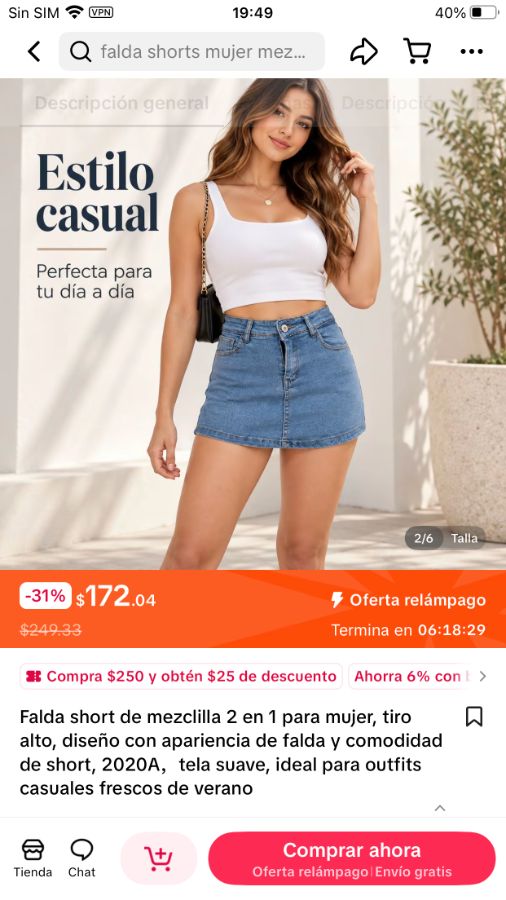 Sin SIM VPN 19:49 40%
falda shorts mujer mez...
Descripción general
Descripció
Estilo
casual
Perfecta para
tu día a día
2/6 Talla
-31% $172.04
Oferta relámpago
$249.33
Termina en 06:18:29
Compra $250 y obtén $25 de descuento
Ahorra 6% con
Falda short de mezclilla 2 en 1 para mujer, tiro
alto, diseño con apariencia de falda y comodidad
de short, 2020A, tela suave, ideal para outfits
casuales frescos de verano
Tienda
Chat
Comprar ahora
Oferta relámpago|Envío gratis